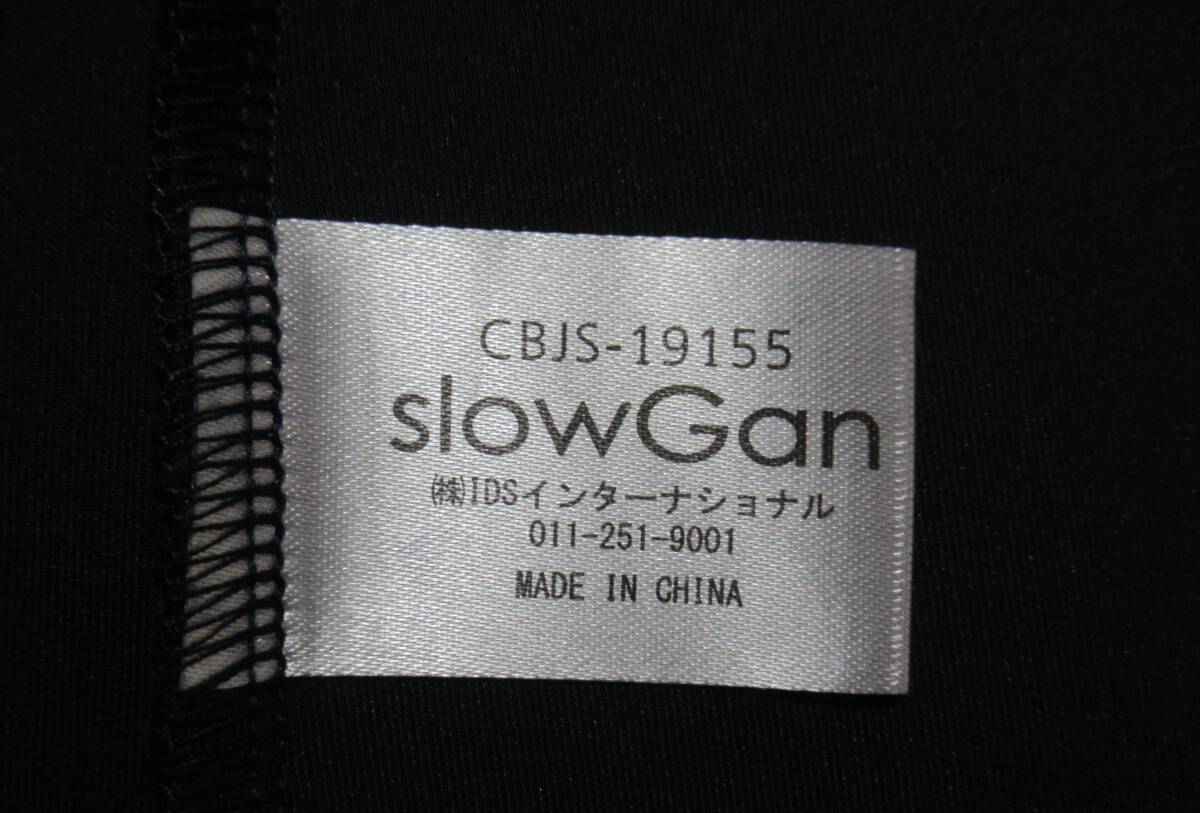 CBJS-19155
slowGan
㈱IDSインターナショナル
011-251-9001
MADE IN CHINA